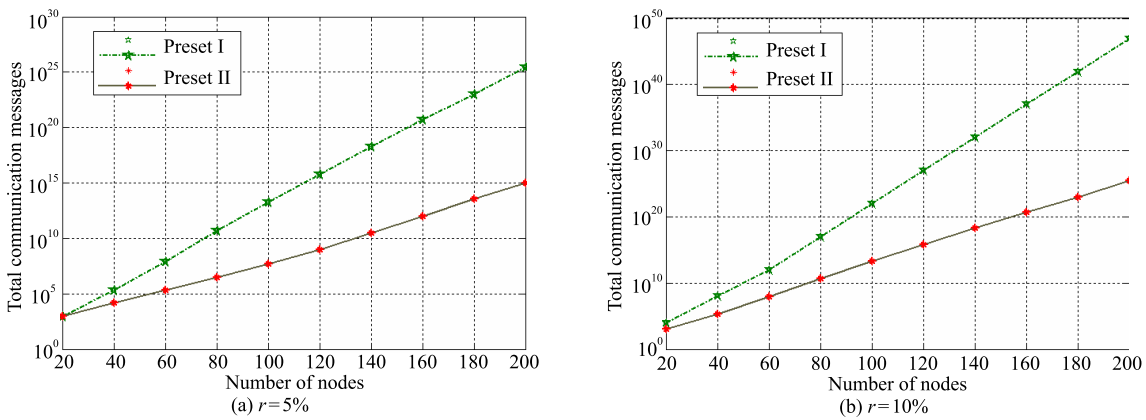 10^30
10^25
10^20
10^15
10^10
10^5
10^0
Total communication messages
Preset I
Preset II
20 40 60 80 100 120 140 160 180 200
Number of nodes
(a) r=5%
10^50
10^40
10^30
10^20
10^10
10^0
Total communication messages
Preset I
Preset II
20 40 60 80 100 120 140 160 180 200
Number of nodes
(b) r=10%